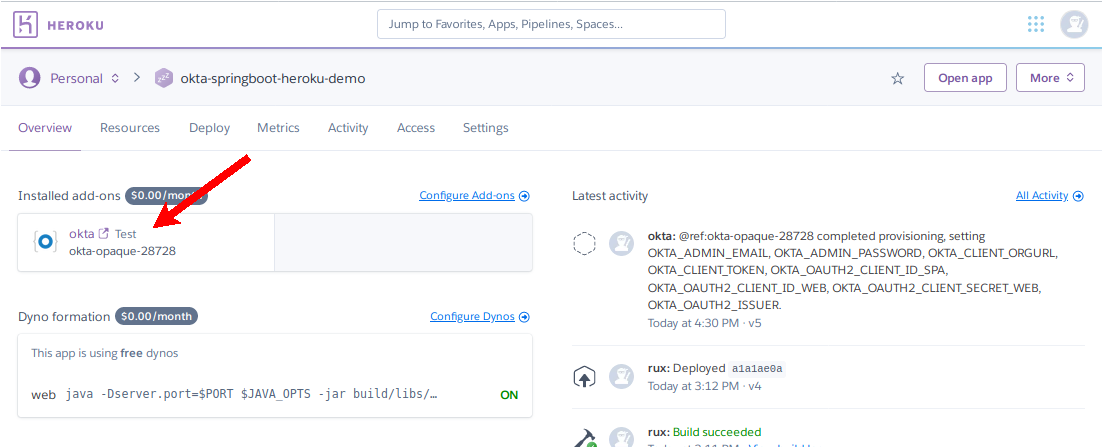 HEROKU
Jump to Favorites, Apps, Pipelines, Spaces...
Personal
zzz
okta-springboot-heroku-demo
Open app
More
Overview
Resources
Deploy
Metrics
Activity
Access
Settings
Installed add-ons
$0.00/month
Configure Add-ons
okta
Test
okta-opaque-28728
Dyno formation
$0.00/month
Configure Dynos
This app is using free dynos
web
java -Dserver.port=$PORT $JAVA_OPTS -jar build/libs/…
ON
Latest activity
All Activity
okta: @ref:okta-opaque-28728 completed provisioning, setting
OKTA_ADMIN_EMAIL, OKTA_ADMIN_PASSWORD, OKTA_CLIENT_ORGURL,
OKTA_CLIENT_TOKEN, OKTA_OAUTH2_CLIENT_ID_SPA,
OKTA_OAUTH2_CLIENT_ID_WEB, OKTA_OAUTH2_CLIENT_SECRET_WEB,
OKTA_OAUTH2_ISSUER.
Today at 4:30 PM · v5
rux: Deployed a1a1ae0a
Today at 3:12 PM · v4
rux: Build succeeded